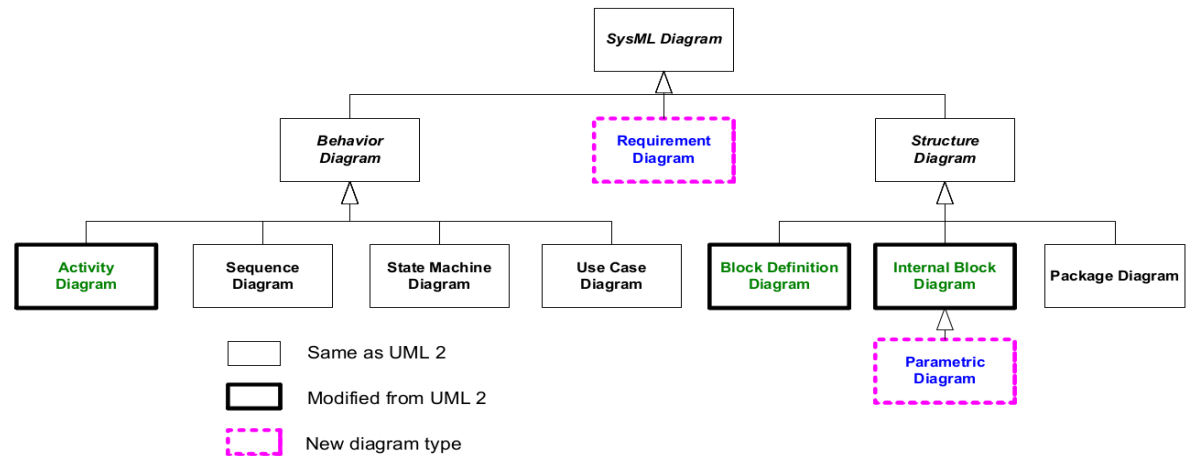 SysML Diagram
Behavior
Diagram
Requirement
Diagram
Structure
Diagram
Activity
Diagram
Sequence
Diagram
State Machine
Diagram
Use Case
Diagram
Block Definition
Diagram
Internal Block
Diagram
Package Diagram
Parametric
Diagram
Same as UML 2
Modified from UML 2
New diagram type